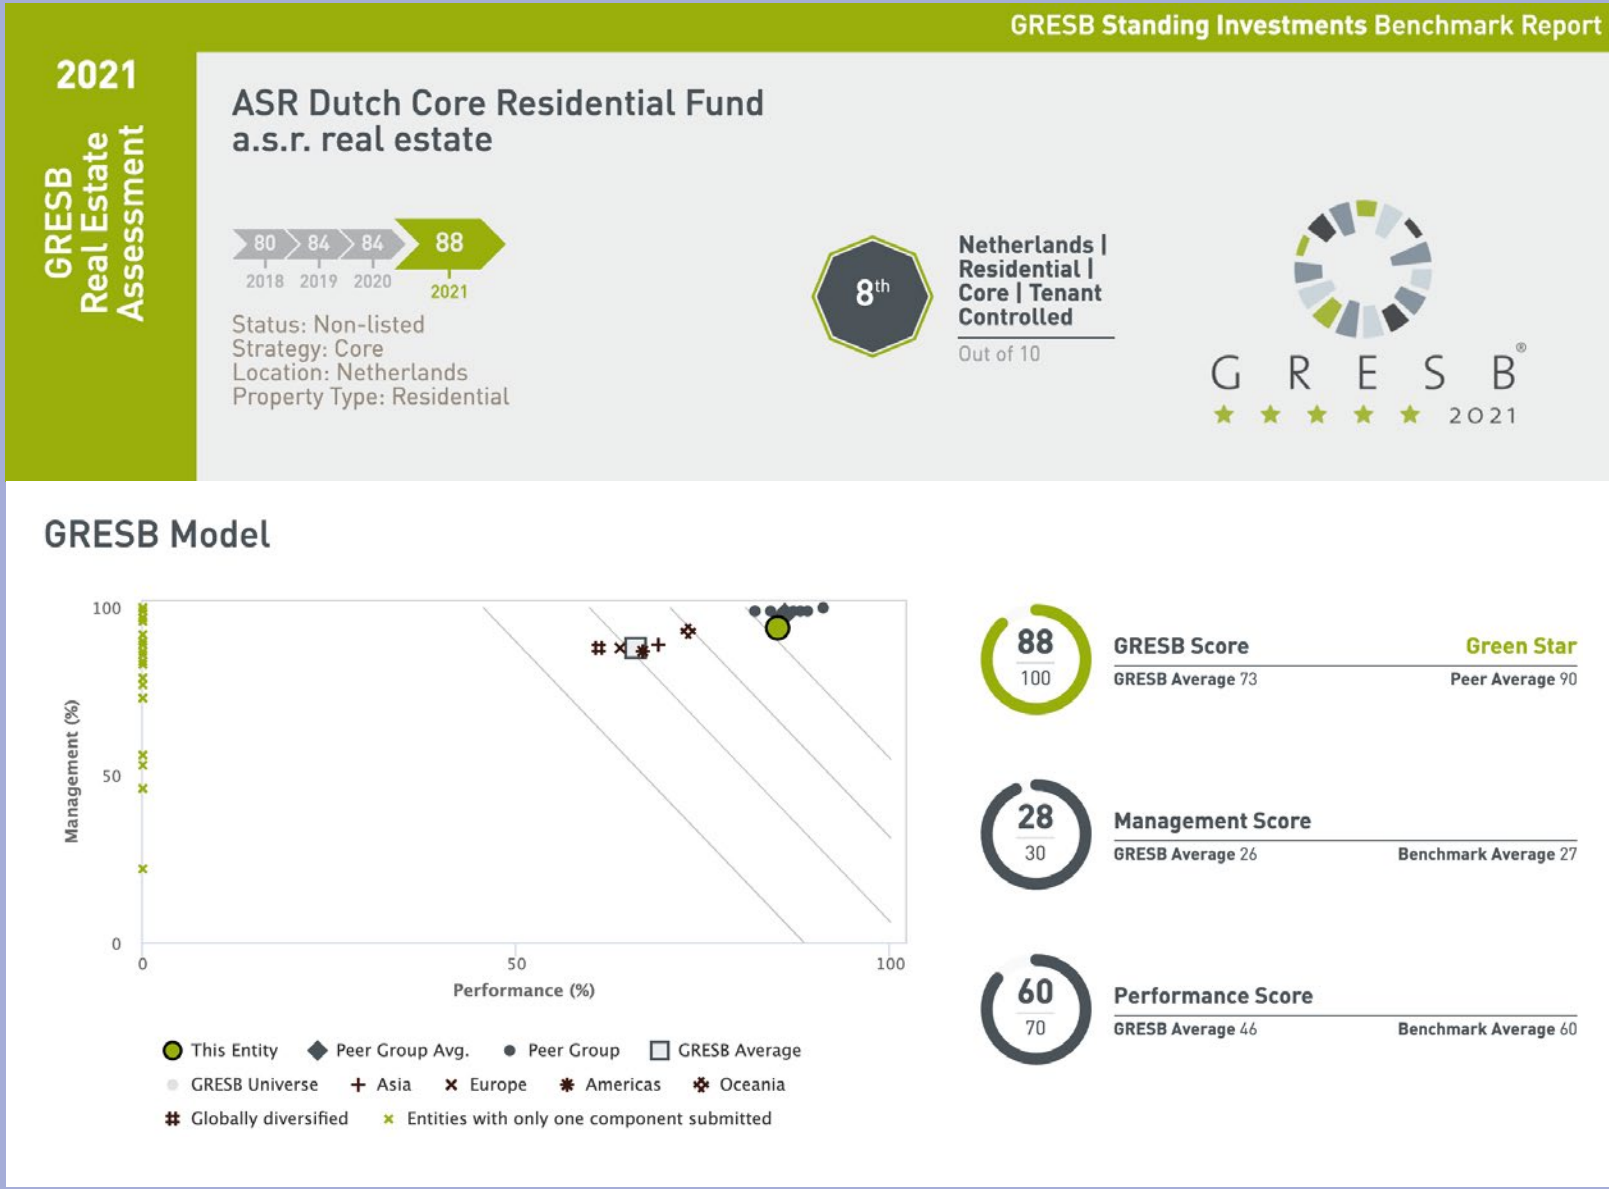 GRESB Standing Investments Benchmark Report
2021
GRESB
Real Estate
Assessment
ASR Dutch Core Residential Fund
a.s.r. real estate
80 84 84 88
2018 2019 2020 2021
Status: Non-listed
Strategy: Core
Location: Netherlands
Property Type: Residential
8th
Netherlands |
Residential |
Core | Tenant
Controlled
Out of 10
G R E S B®
2021
GRESB Model
100
50
0
Management (%)
0 50 100
Performance (%)
This Entity Peer Group Avg. Peer Group GRESB Average
GRESB Universe Asia Europe Americas Oceania
Globally diversified Entities with only one component submitted
88
100
GRESB Score Green Star
GRESB Average 73 Peer Average 90
28
30
Management Score
GRESB Average 26 Benchmark Average 27
60
70
Performance Score
GRESB Average 46 Benchmark Average 60